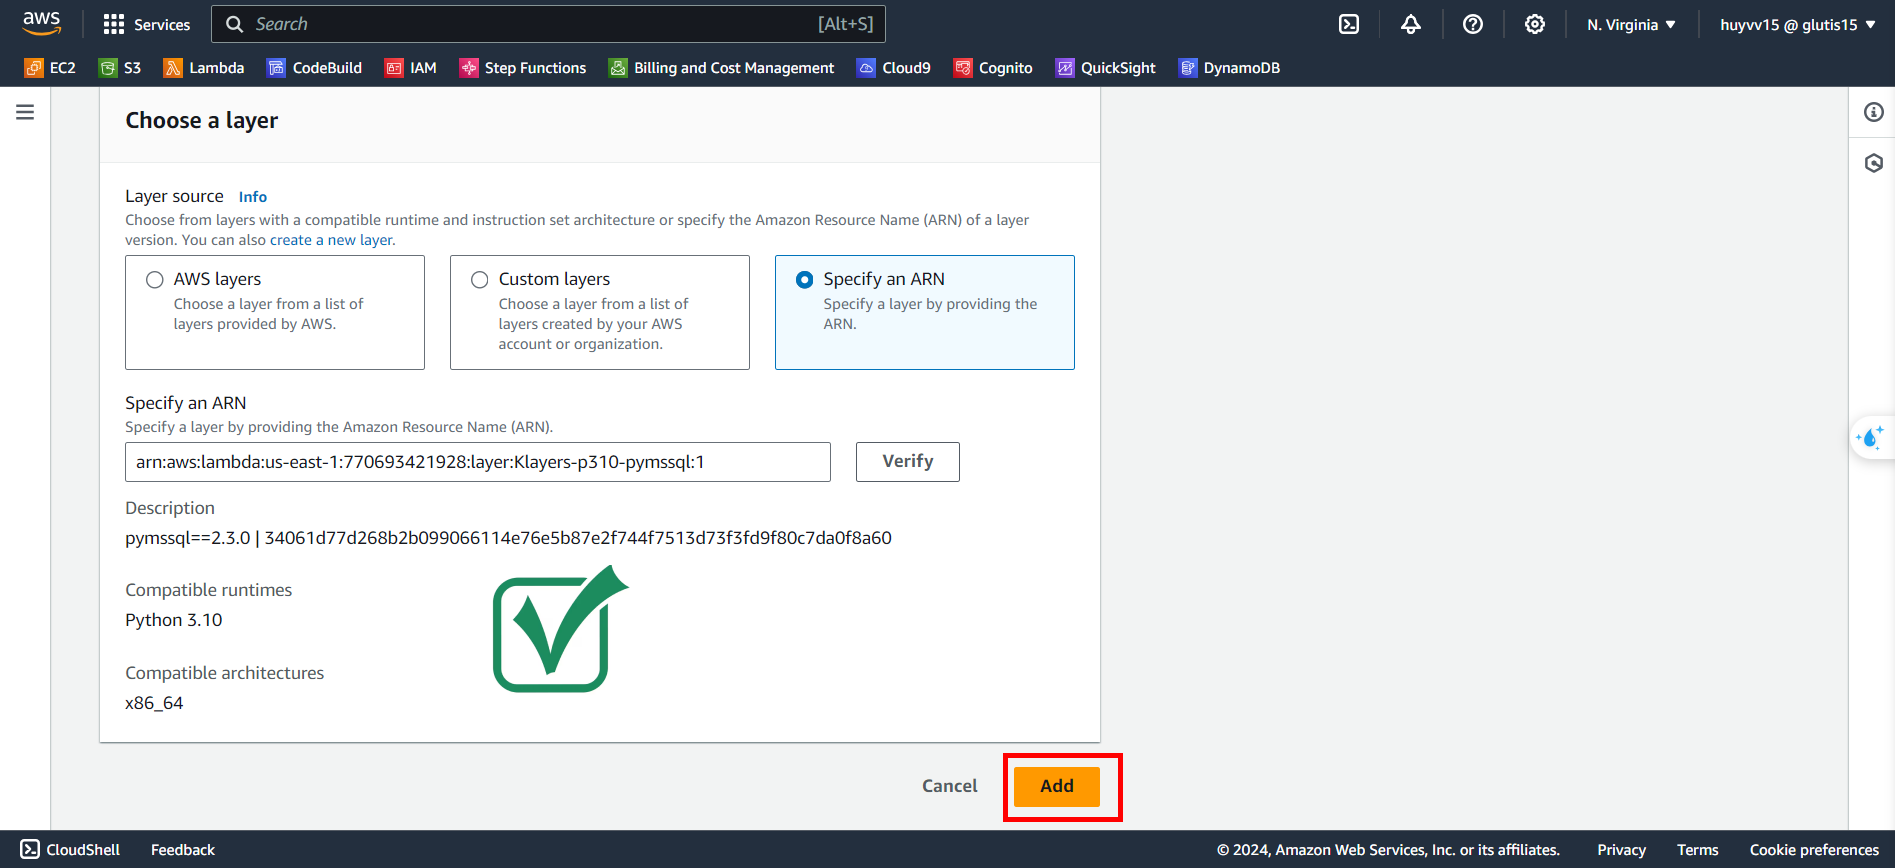 aws
Services
Search [Alt+S]
N. Virginia
huyvv15 @ glutis15
EC2 S3 Lambda CodeBuild IAM Step Functions Billing and Cost Management Cloud9 Cognito QuickSight DynamoDB
Choose a layer
Layer source Info
Choose from layers with a compatible runtime and instruction set architecture or specify the Amazon Resource Name (ARN) of a layer
version. You can also create a new layer.
AWS layers
Choose a layer from a list of
layers provided by AWS.
Custom layers
Choose a layer from a list of
layers created by your AWS
account or organization.
Specify an ARN
Specify a layer by providing the
ARN.
Specify an ARN
Specify a layer by providing the Amazon Resource Name (ARN).
arn:aws:lambda:us-east-1:770693421928:layer:Klayers-p310-pymssql:1
Verify
Description
pymssql==2.3.0 | 34061d77d268b2b099066114e76e5b87e2f744f7513d73f3fd9f80c7da0f8a60
Compatible runtimes
Python 3.10
Compatible architectures
x86_64
Cancel
Add
CloudShell Feedback © 2024, Amazon Web Services, Inc. or its affiliates. Privacy Terms Cookie preferences